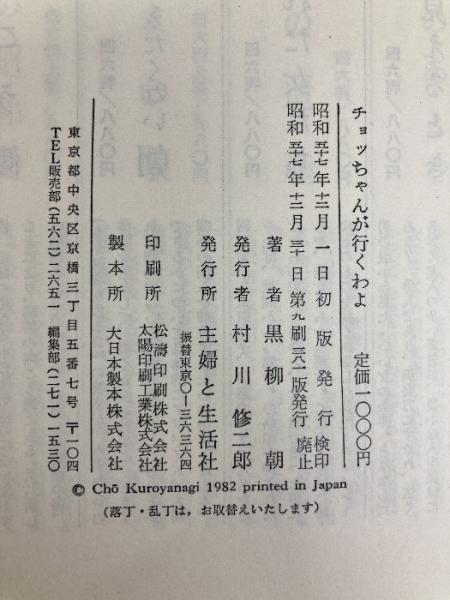 チョッちゃんが行くわよ　定価一〇〇〇円
昭和五十七年十二月一日初版発行　検印
昭和五十七年十二月三十日第九刷三六版発行　廃止
著者　黒柳朝
発行者　村川修二郎
発行所　主婦と生活社
振替東京〇―三六三六四
印刷所　松濤印刷株式会社
太陽印刷工業株式会社
製本所　大日本製本株式会社
東京都中央区京橋三丁目五番七号　〒一〇四
TEL販売部(五六二)二六五一　編集部(二七一)一五三〇
© Chō Kuroyanagi 1982 printed in Japan
(落丁・乱丁は，お取替えいたします)